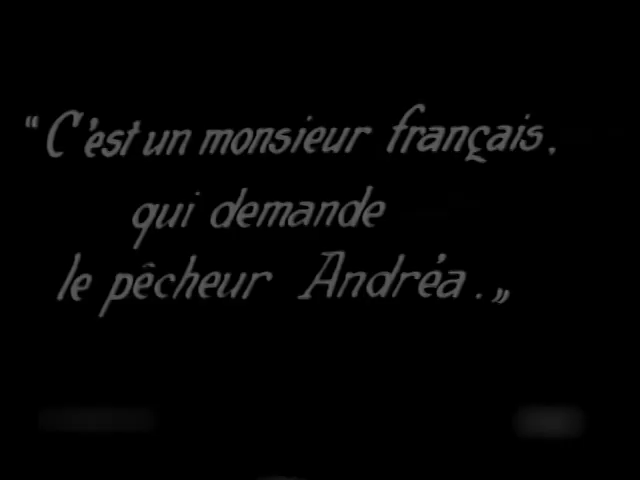 “C'est un monsieur français.
qui demande
le pêcheur Andréa.„